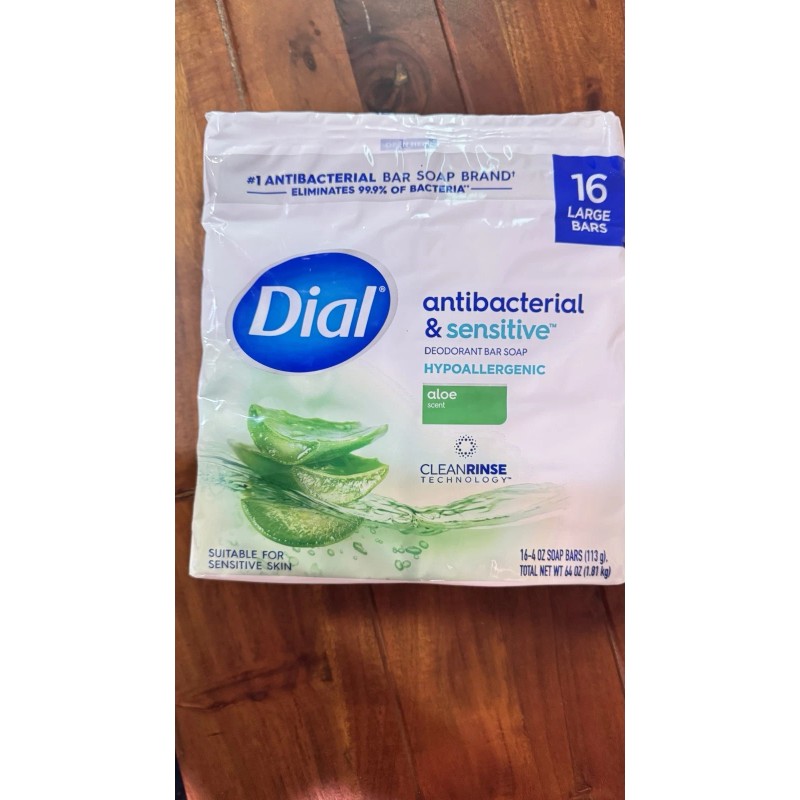 OPEN HERE
#1 ANTIBACTERIAL BAR SOAP BRAND†
ELIMINATES 99.9% OF BACTERIA**
16
LARGE
BARS
Dial®
antibacterial
& sensitive™
DEODORANT BAR SOAP
HYPOALLERGENIC
aloe
scent
CLEANRINSE
TECHNOLOGY™
SUITABLE FOR
SENSITIVE SKIN
16-4 OZ SOAP BARS (113 g),
TOTAL NET WT 64 OZ (1.81 kg)